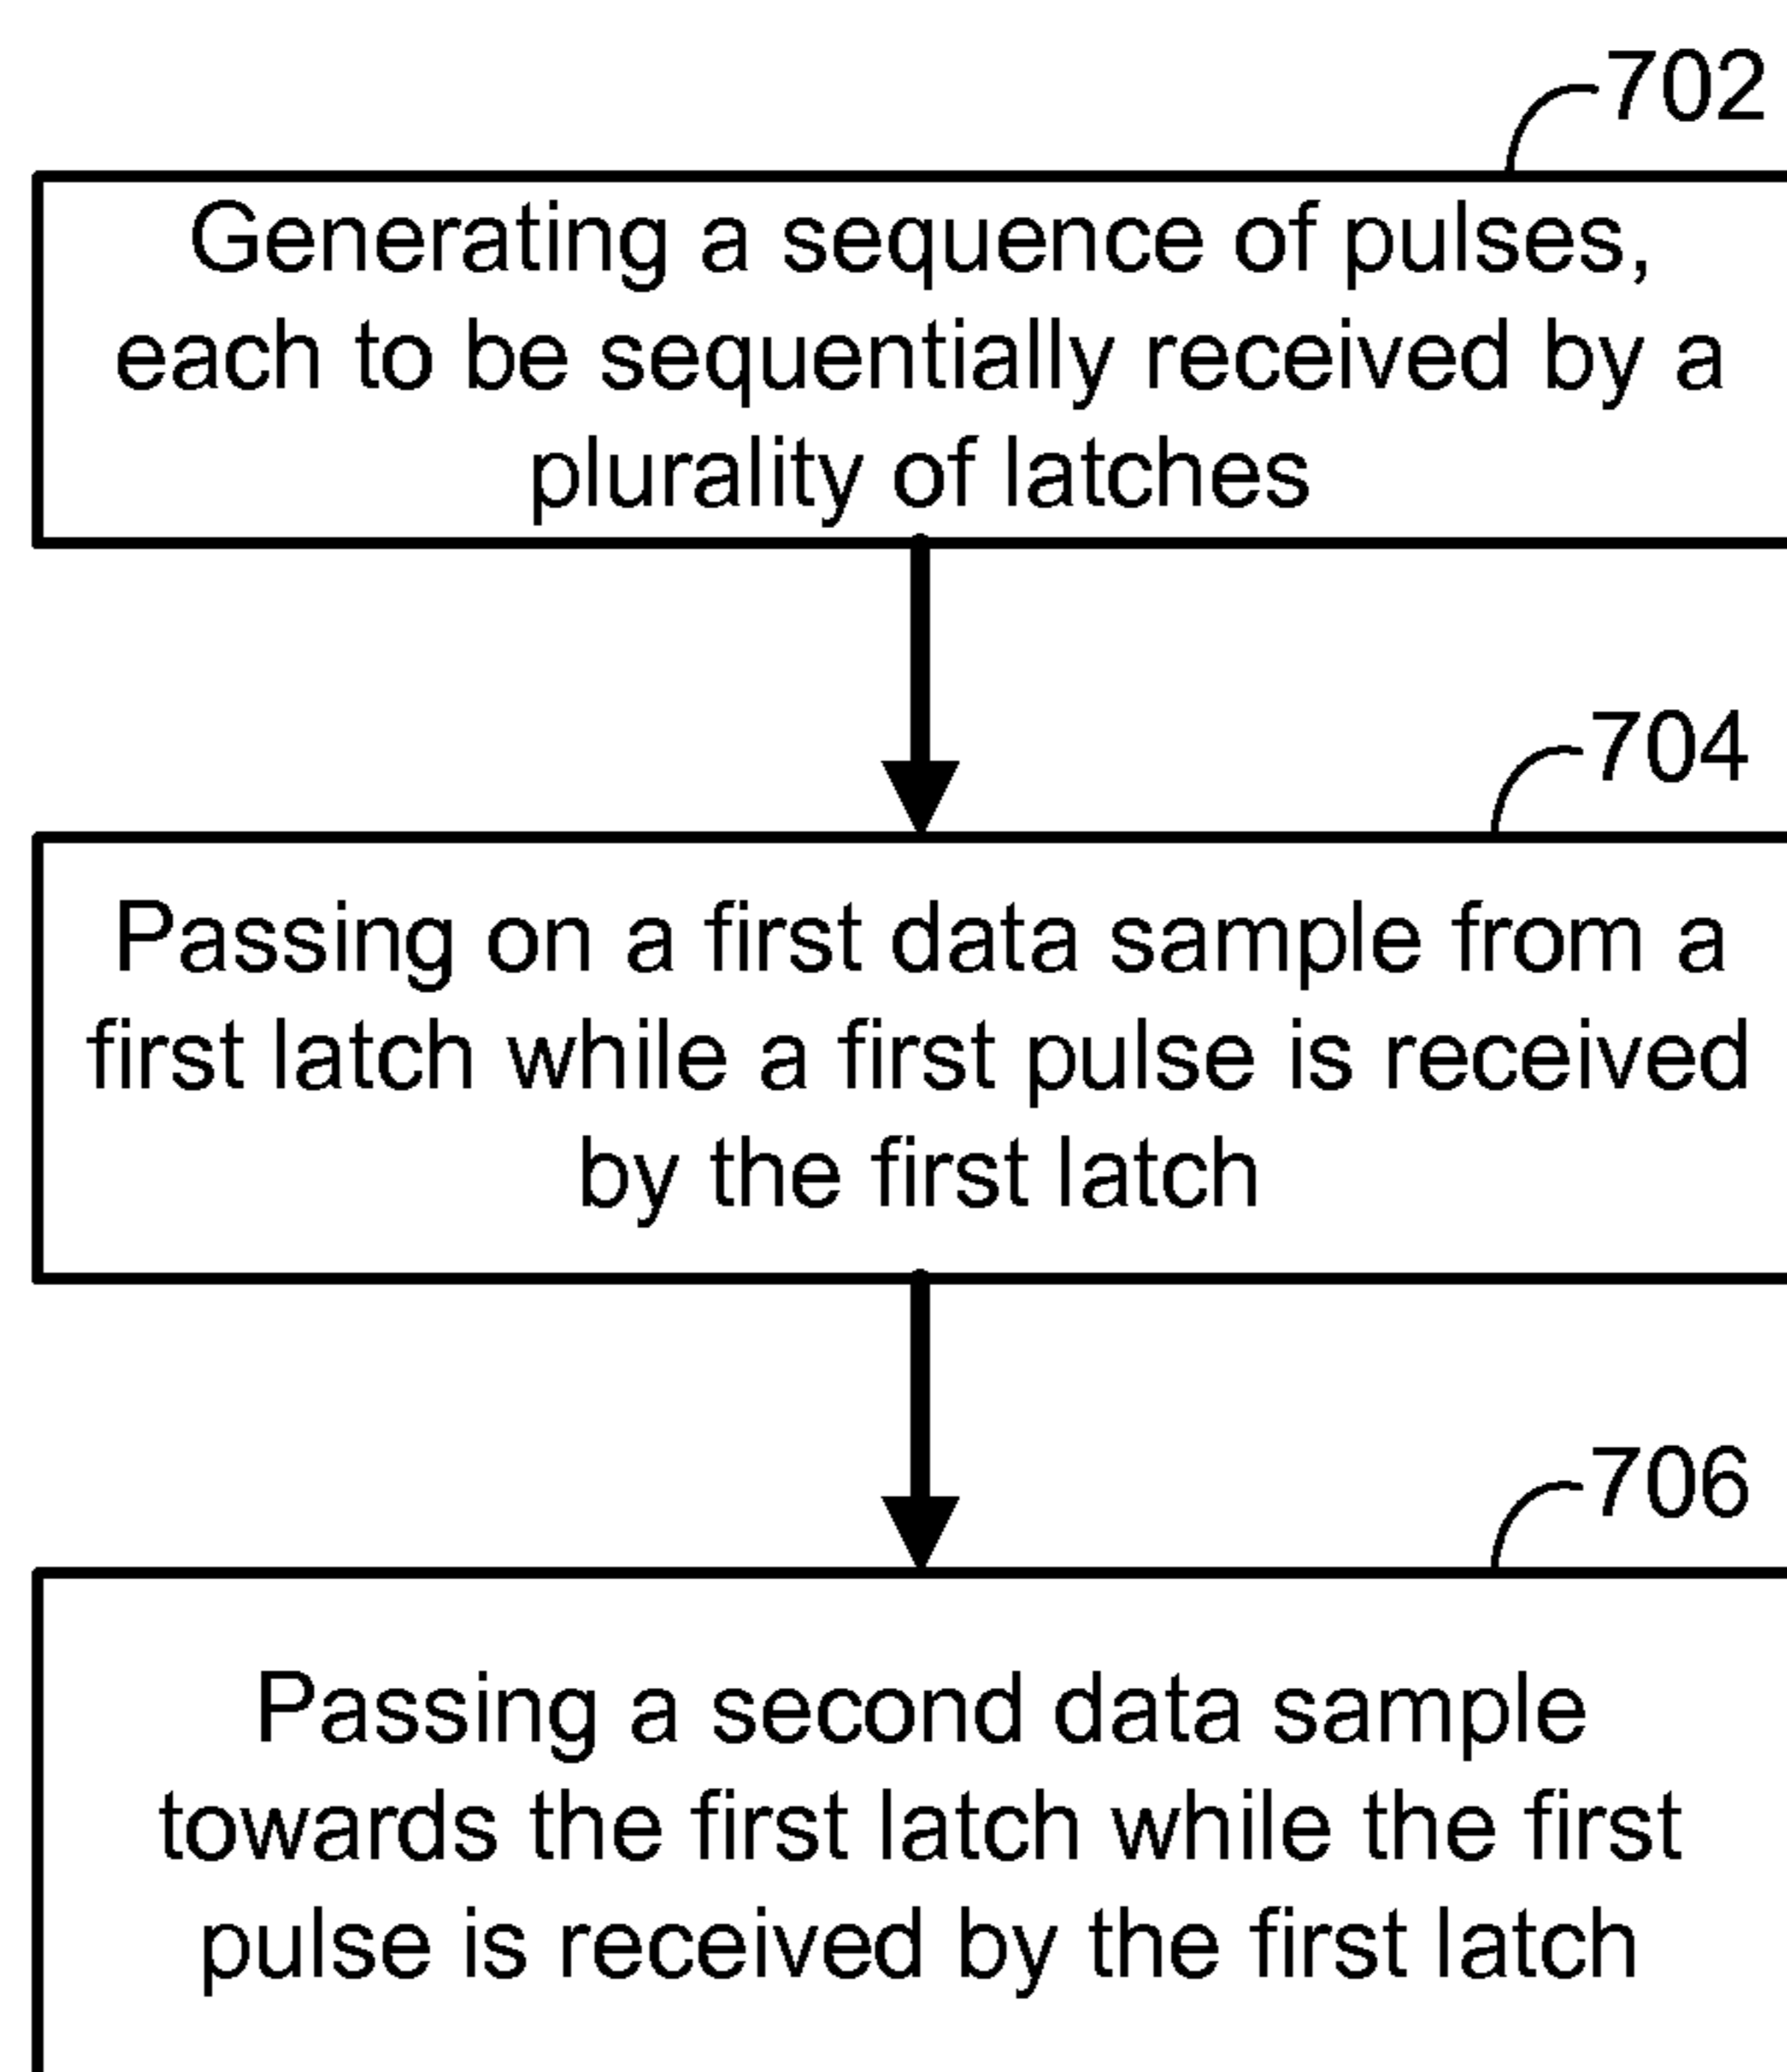 702
Generating a sequence of pulses,
each to be sequentially received by a
plurality of latches
704
Passing on a first data sample from a
first latch while a first pulse is received
by the first latch
706
Passing a second data sample
towards the first latch while the first
pulse is received by the first latch